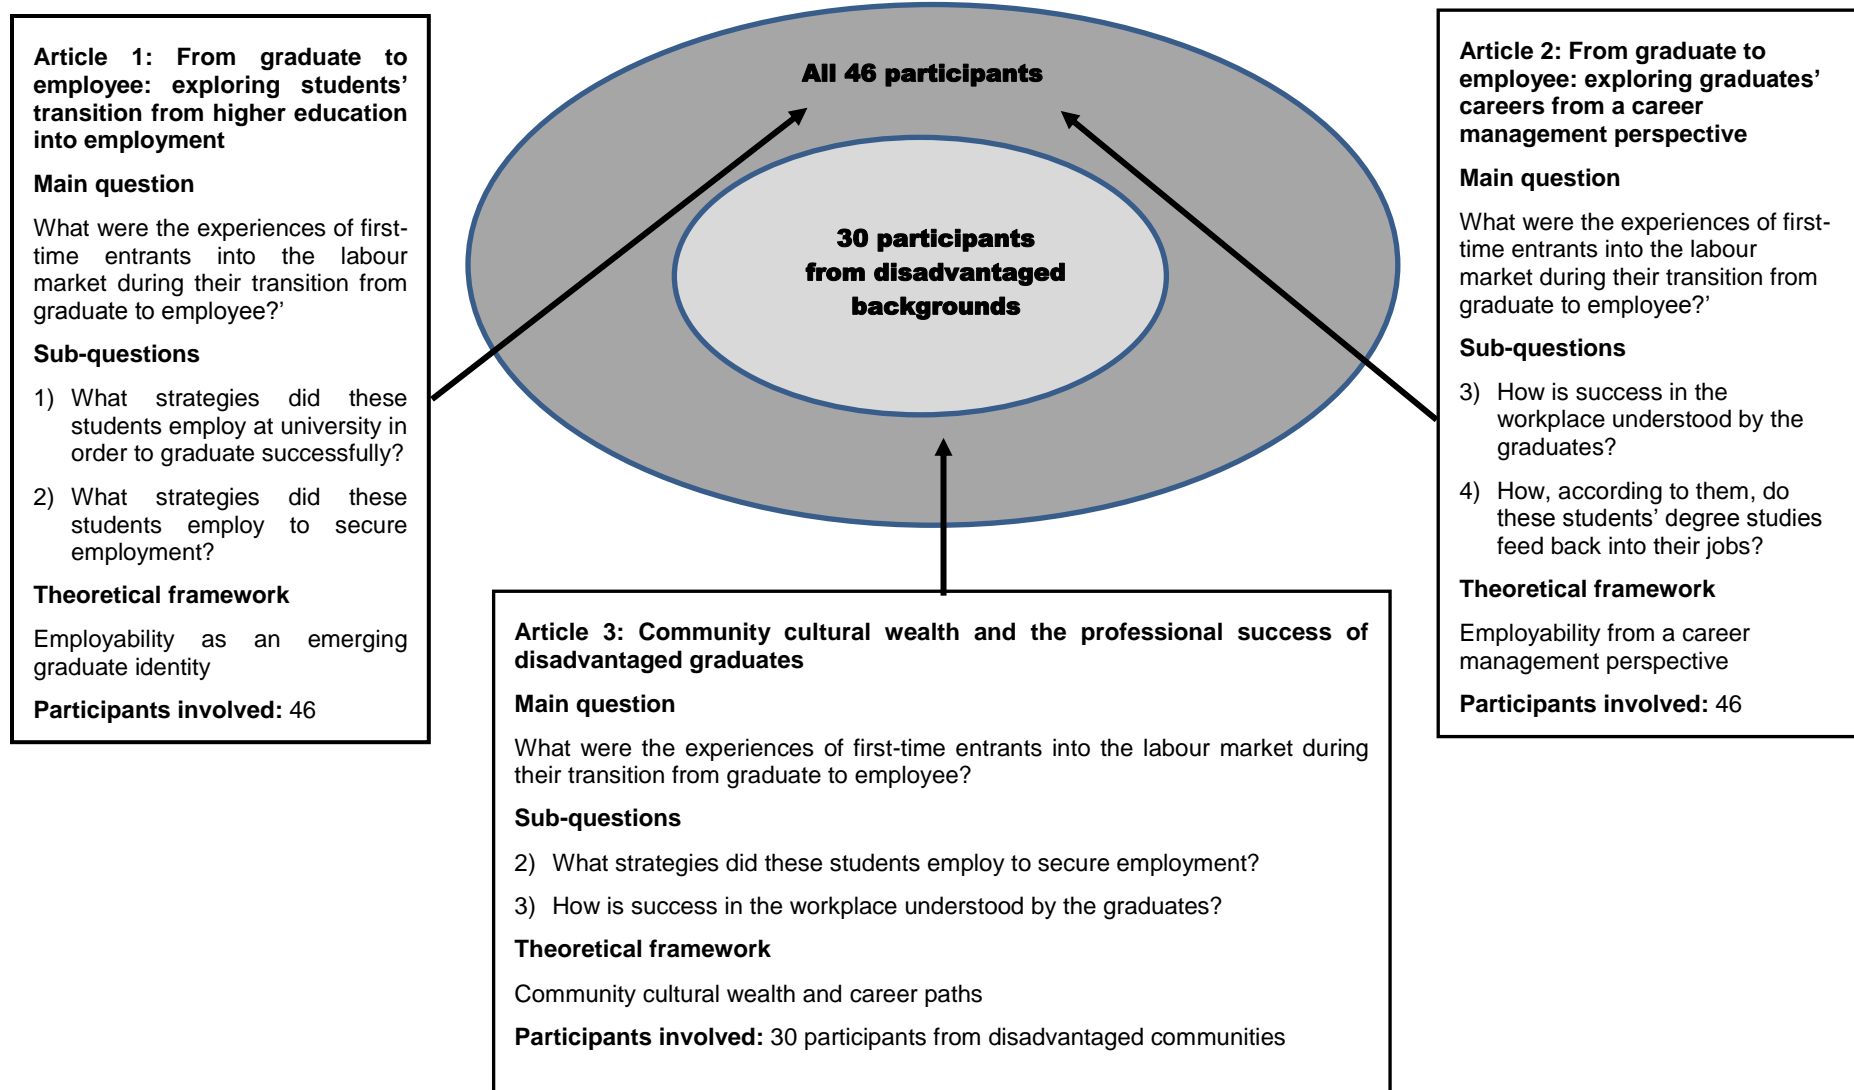 Article 1: From graduate to
employee: exploring students’
transition from higher education
into employment
Main question
What were the experiences of first-
time entrants into the labour
market during their transition from
graduate to employee?’
Sub-questions
1) What strategies did these
students employ at university in
order to graduate successfully?
2) What strategies did these
students employ to secure
employment?
Theoretical framework
Employability as an emerging
graduate identity
Participants involved: 46
All 46 participants
30 participants
from disadvantaged
backgrounds
Article 2: From graduate to
employee: exploring graduates’
careers from a career
management perspective
Main question
What were the experiences of first-
time entrants into the labour
market during their transition from
graduate to employee?’
Sub-questions
3) How is success in the
workplace understood by the
graduates?
4) How, according to them, do
these students’ degree studies
feed back into their jobs?
Theoretical framework
Employability from a career
management perspective
Participants involved: 46
Article 3: Community cultural wealth and the professional success of
disadvantaged graduates
Main question
What were the experiences of first-time entrants into the labour market during
their transition from graduate to employee?
Sub-questions
2) What strategies did these students employ to secure employment?
3) How is success in the workplace understood by the graduates?
Theoretical framework
Community cultural wealth and career paths
Participants involved: 30 participants from disadvantaged communities